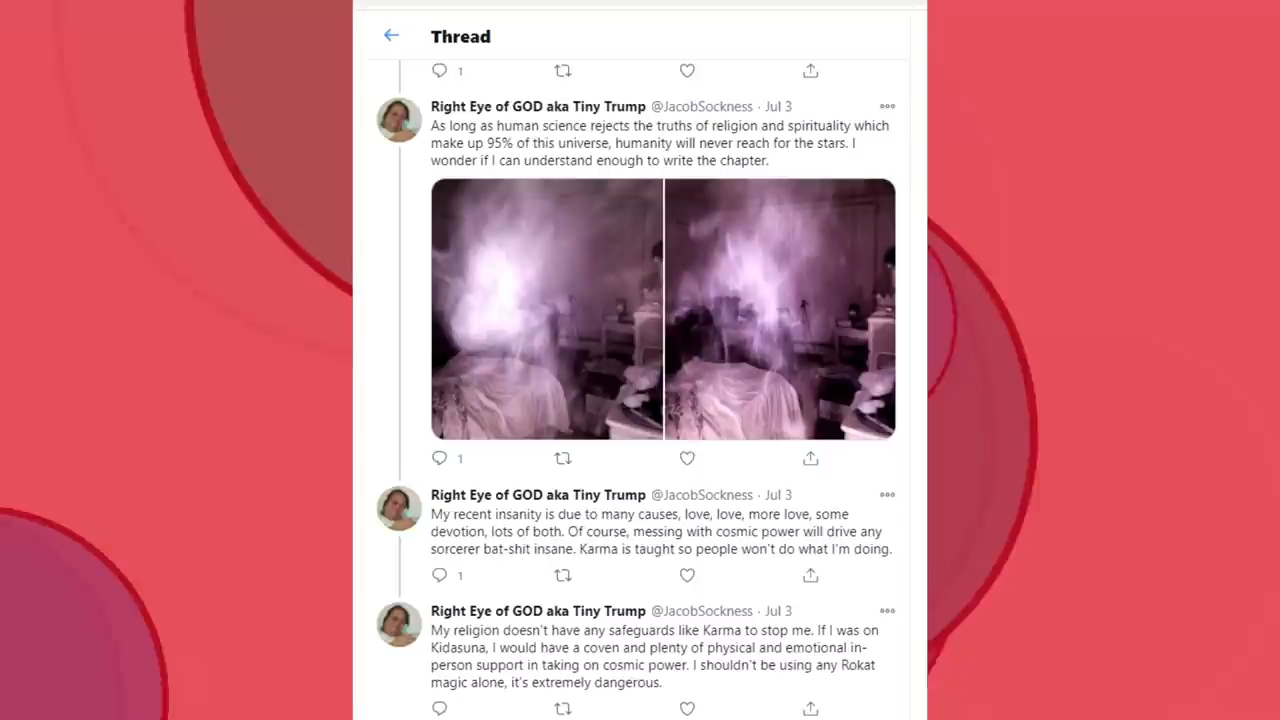 Thread
1
Right Eye of GOD aka Tiny Trump @JacobSockness · Jul 3
As long as human science rejects the truths of religion and spirituality which
make up 95% of this universe, humanity will never reach for the stars. I
wonder if I can understand enough to write the chapter.
1
Right Eye of GOD aka Tiny Trump @JacobSockness · Jul 3
My recent insanity is due to many causes, love, love, more love, some
devotion, lots of both. Of course, messing with cosmic power will drive any
sorcerer bat-shit insane. Karma is taught so people won't do what I'm doing.
1
Right Eye of GOD aka Tiny Trump @JacobSockness · Jul 3
My religion doesn't have any safeguards like Karma to stop me. If I was on
Kidasuna, I would have a coven and plenty of physical and emotional in-
person support in taking on cosmic power. I shouldn't be using any Rokat
magic alone, it's extremely dangerous.